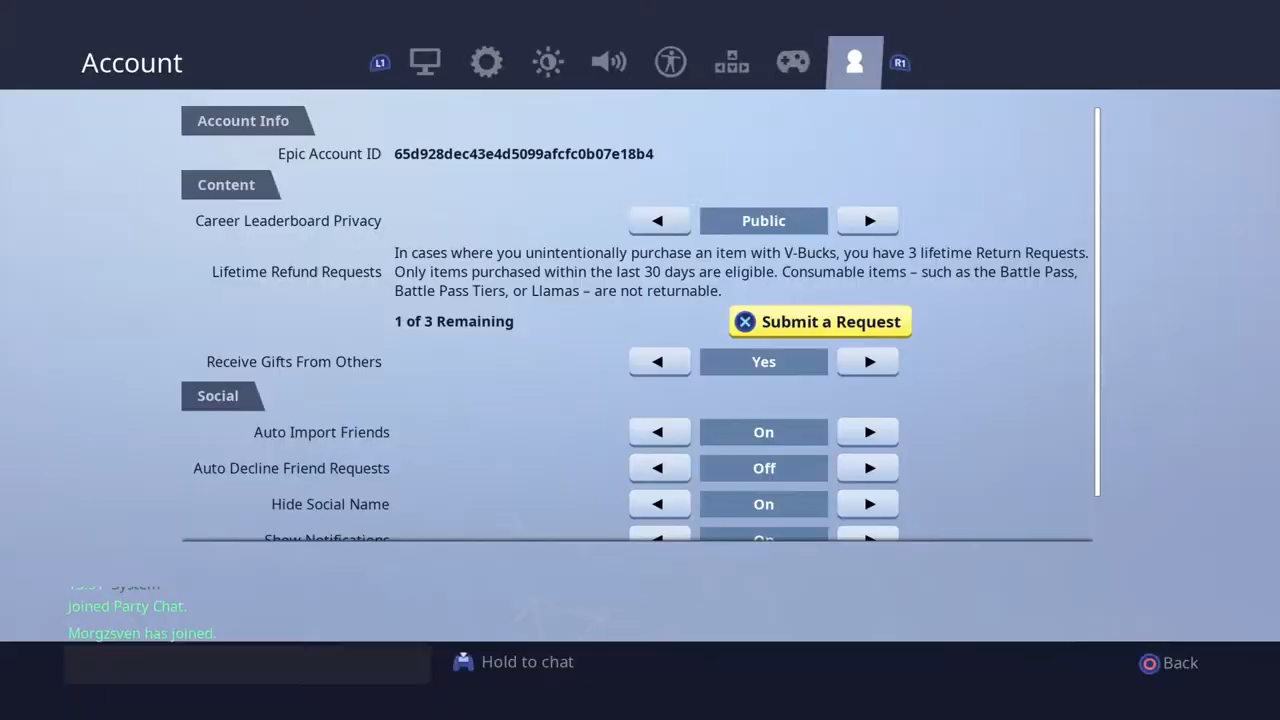 Account
L1
R1
Account Info
Epic Account ID 65d928dec43e4d5099afcfc0b07e18b4
Content
Career Leaderboard Privacy Public
In cases where you unintentionally purchase an item with V-Bucks, you have 3 lifetime Return Requests.
Lifetime Refund Requests Only items purchased within the last 30 days are eligible. Consumable items – such as the Battle Pass,
Battle Pass Tiers, or Llamas – are not returnable.
1 of 3 Remaining Submit a Request
Receive Gifts From Others Yes
Social
Auto Import Friends On
Auto Decline Friend Requests Off
Hide Social Name On
Show Notifications On
System
Joined Party Chat.
Morgzsven has joined.
Hold to chat
Back